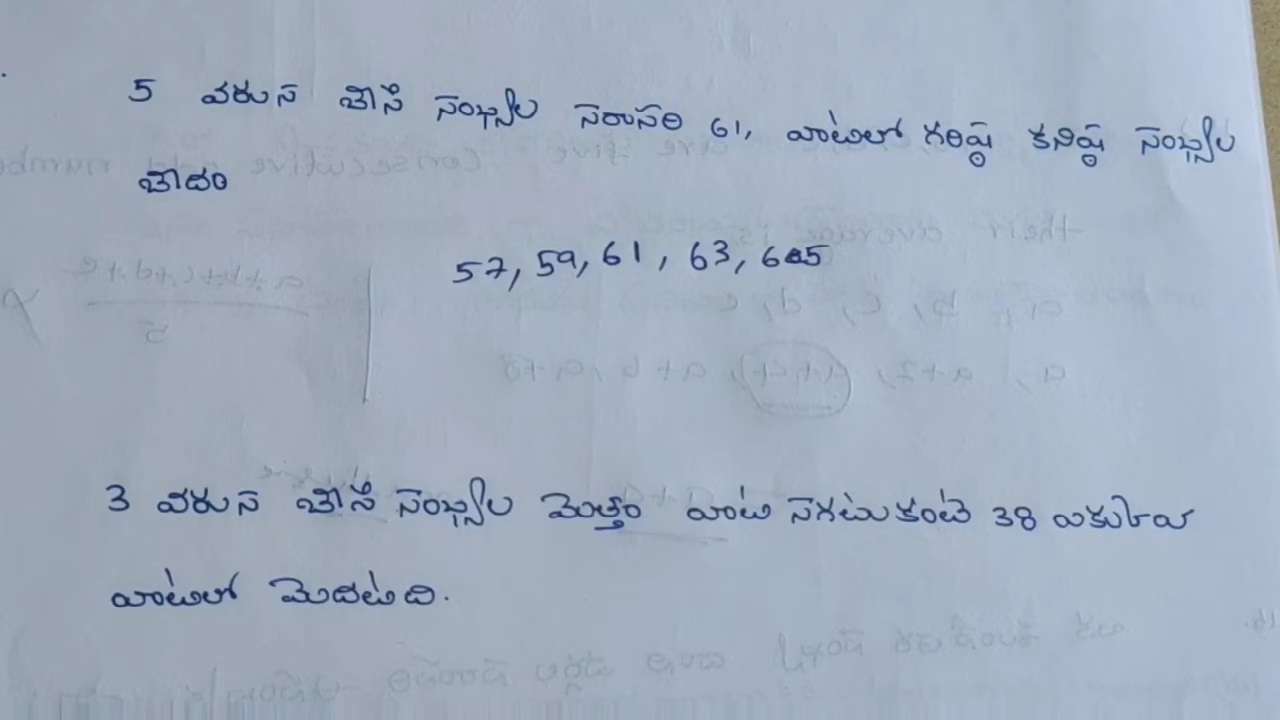 5 వరుస బేసి సంఖ్యల సరాసరి 61, వాటిలో గరిష్ఠ కనిష్ఠ సంఖ్యల
బేదం
57, 59, 61, 63, 65
3 వరుస బేసి సంఖ్యల మొత్తం వాటి సగటుకంటే 38 ఎక్కువ
వాటిలో మొదటిది.